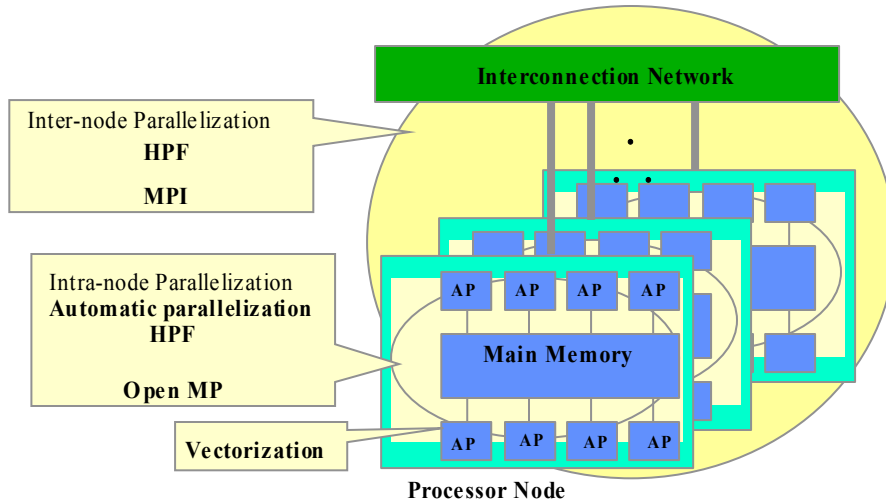 Interconnection Network
Inter-node Parallelization
HPF
MPI
Intra-node Parallelization
Automatic parallelization
HPF
Open MP
Vectorization
AP AP AP AP
Main Memory
AP AP AP AP
Processor Node